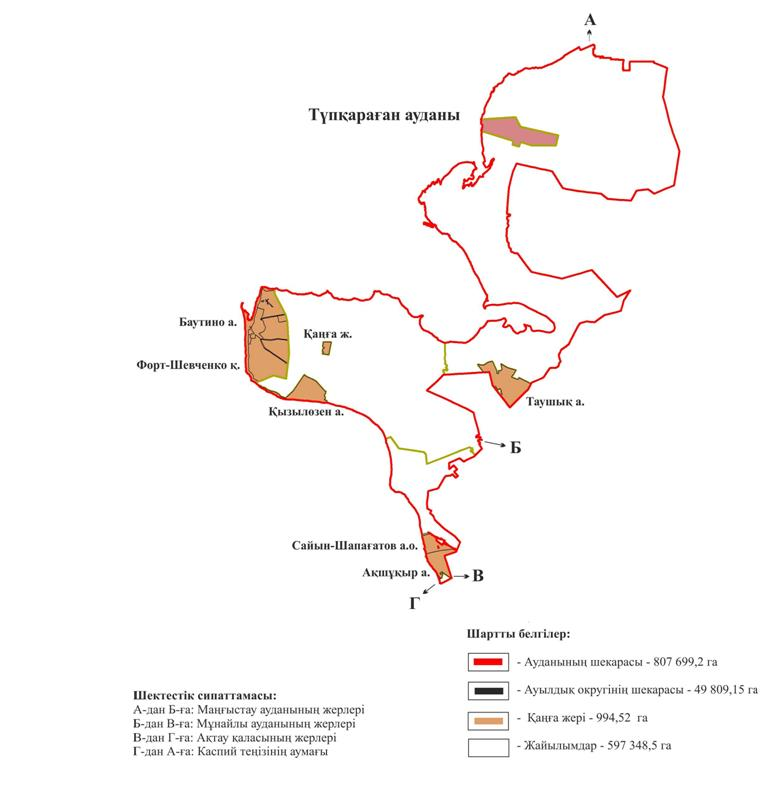 А
Түпқараған ауданы
Баутино а.
Қаңға ж.
Форт-Шевченко қ.
Қызылөзен а.
Таушық а.
Б
Сайын-Шапағатов а.о.
Ақшұқыр а.
В
Г
Шартты белгілер:
- Ауданының шекарасы - 807 699,2 га
- Ауылдық округінің шекарасы - 49 809,15 га
- Қаңға жері - 994,52 га
- Жайылымдар - 597 348,5 га
Шектестік сипаттамасы:
А-дан Б-ға: Маңғыстау ауданының жерлері
Б-дан В-ға: Мұнайлы ауданының жерлері
В-дан Г-ға: Ақтау қаласының жерлері
Г-дан А-ға: Каспий теңізінің аумағы